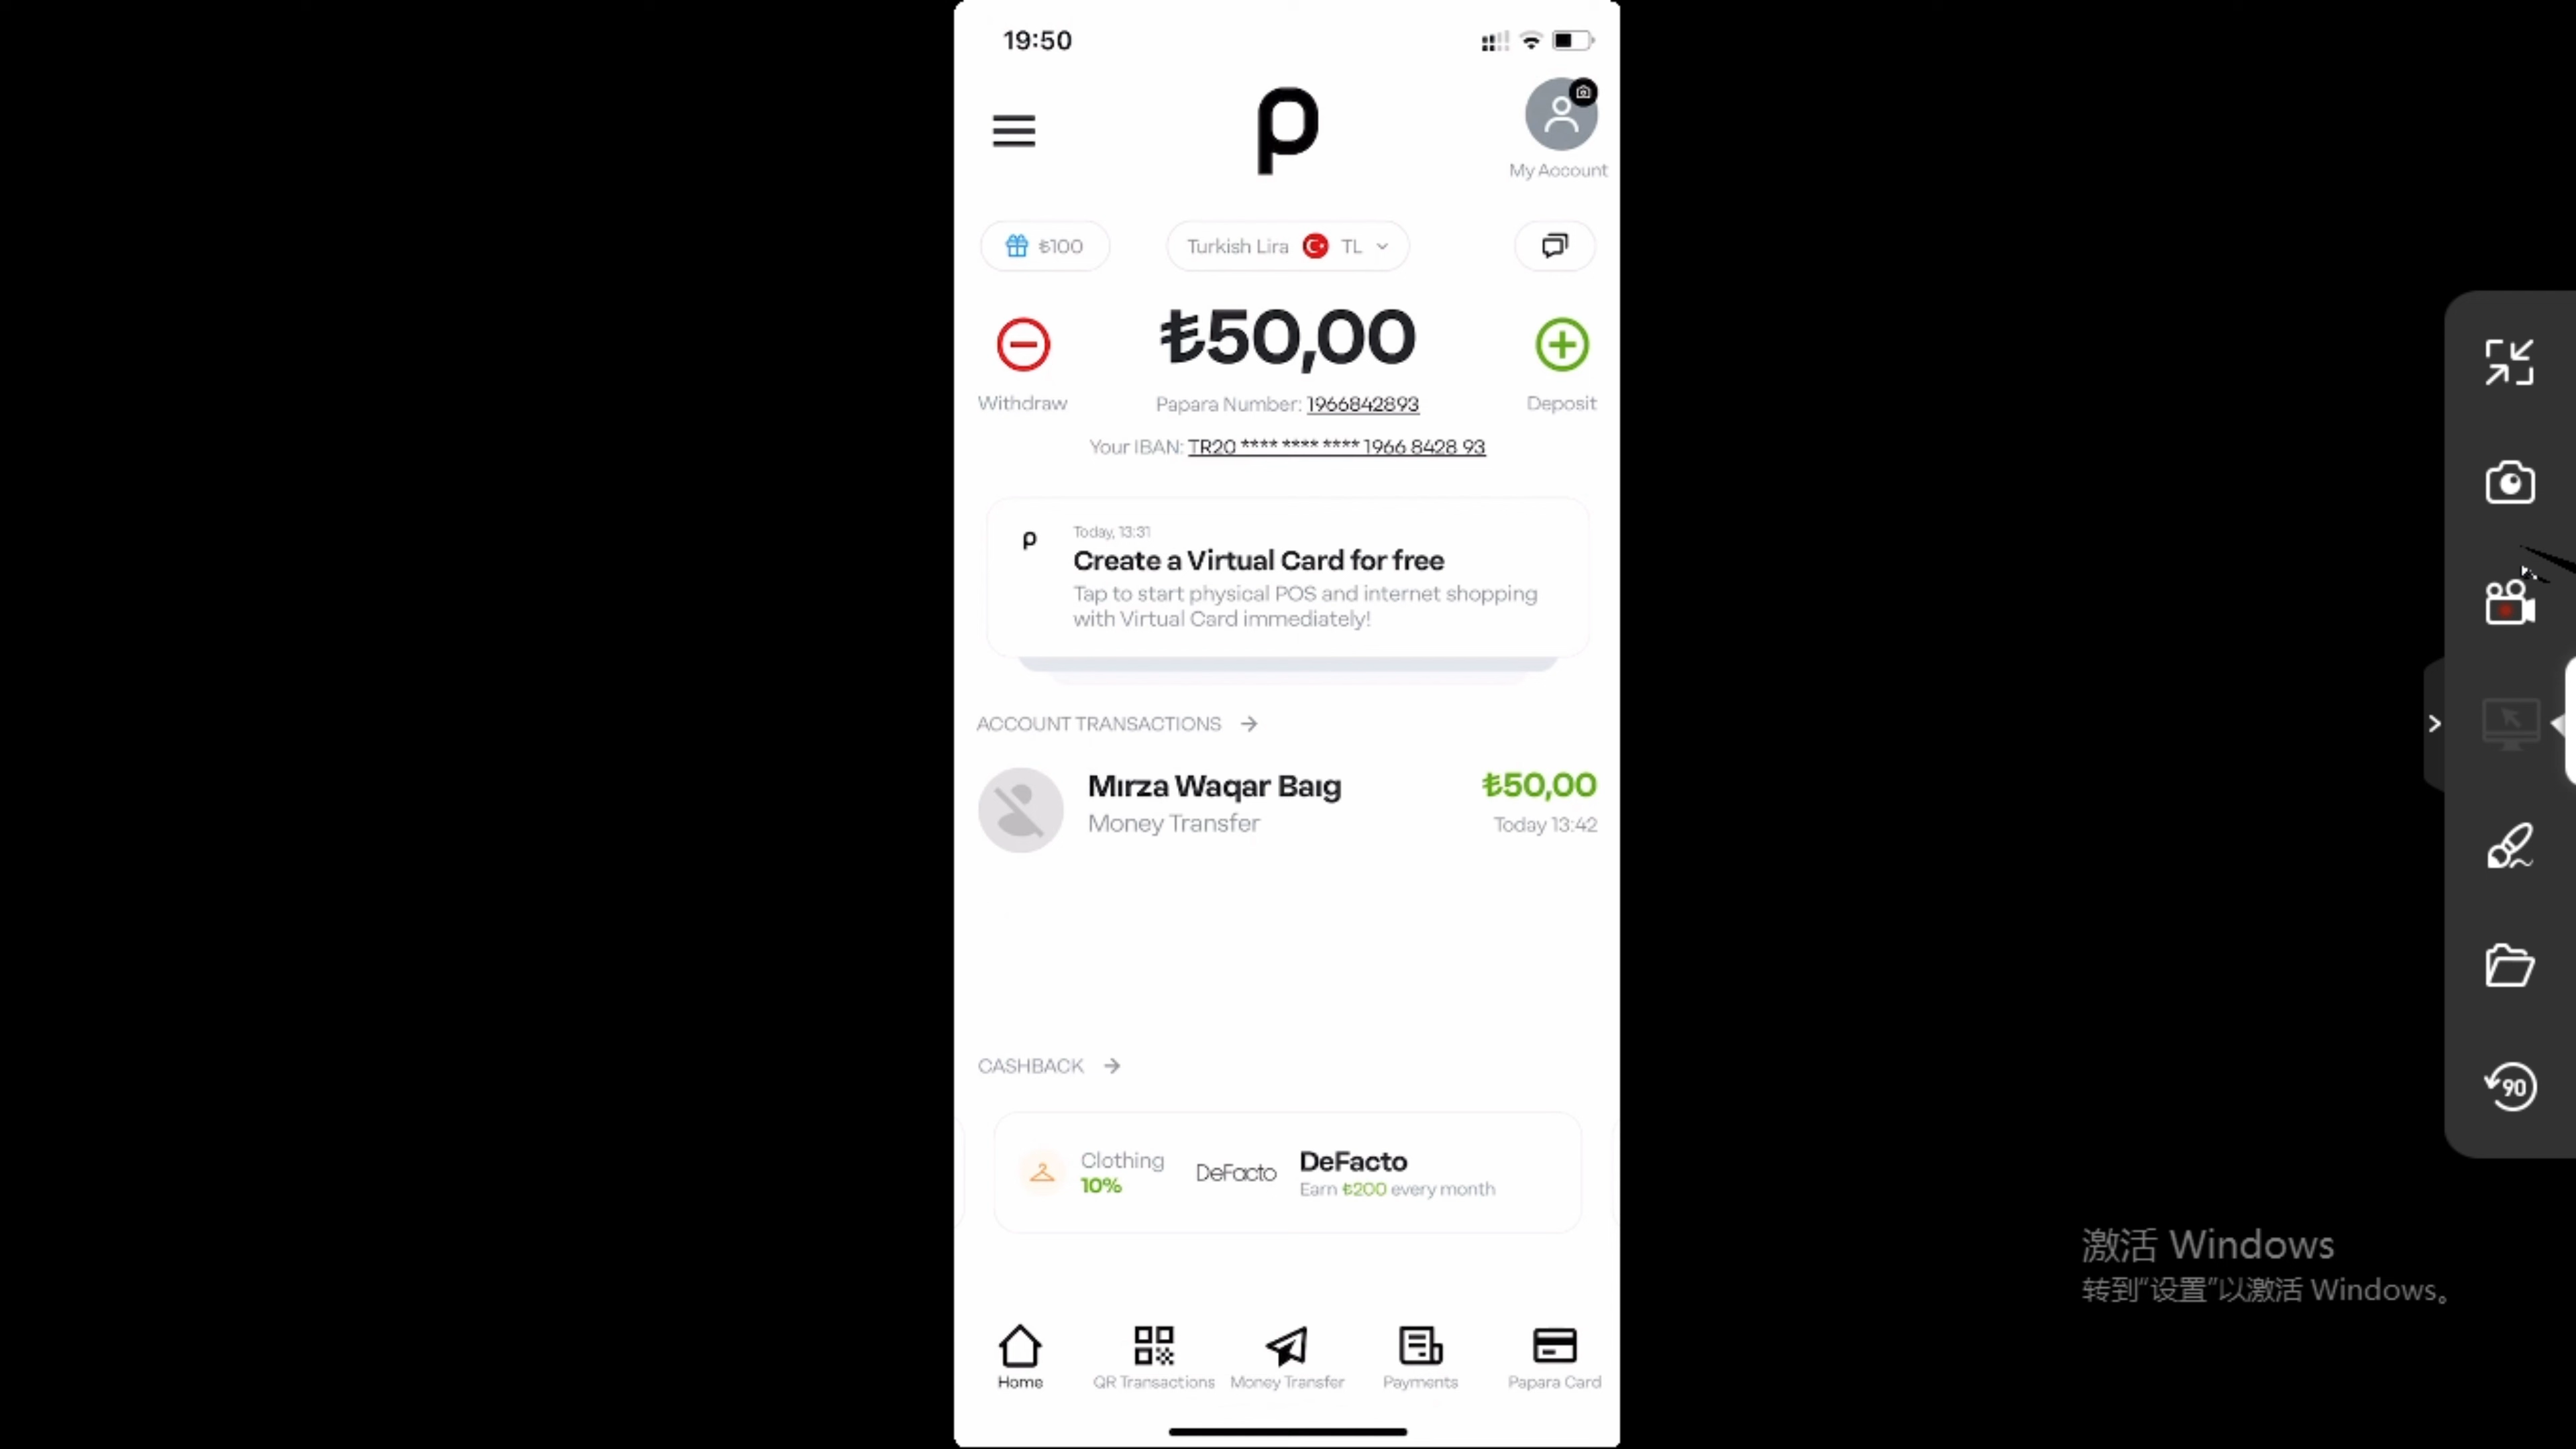 19:50
My Account
₺100
Turkish Lira TL
₺50,00
Withdraw
Deposit
Papara Number: 1966842893
Your IBAN: TR20 **** **** **** 1966 8428 93
Today, 13:31
Create a Virtual Card for free
Tap to start physical POS and internet shopping
with Virtual Card immediately!
ACCOUNT TRANSACTIONS
Mırza Waqar Baıg
₺50,00
Money Transfer
Today 13:42
CASHBACK
Clothing
10%
DeFacto
DeFacto
Earn ₺200 every month
Home
QR Transactions
Money Transfer
Payments
Papara Card
90
激活 Windows
转到“设置”以激活 Windows。